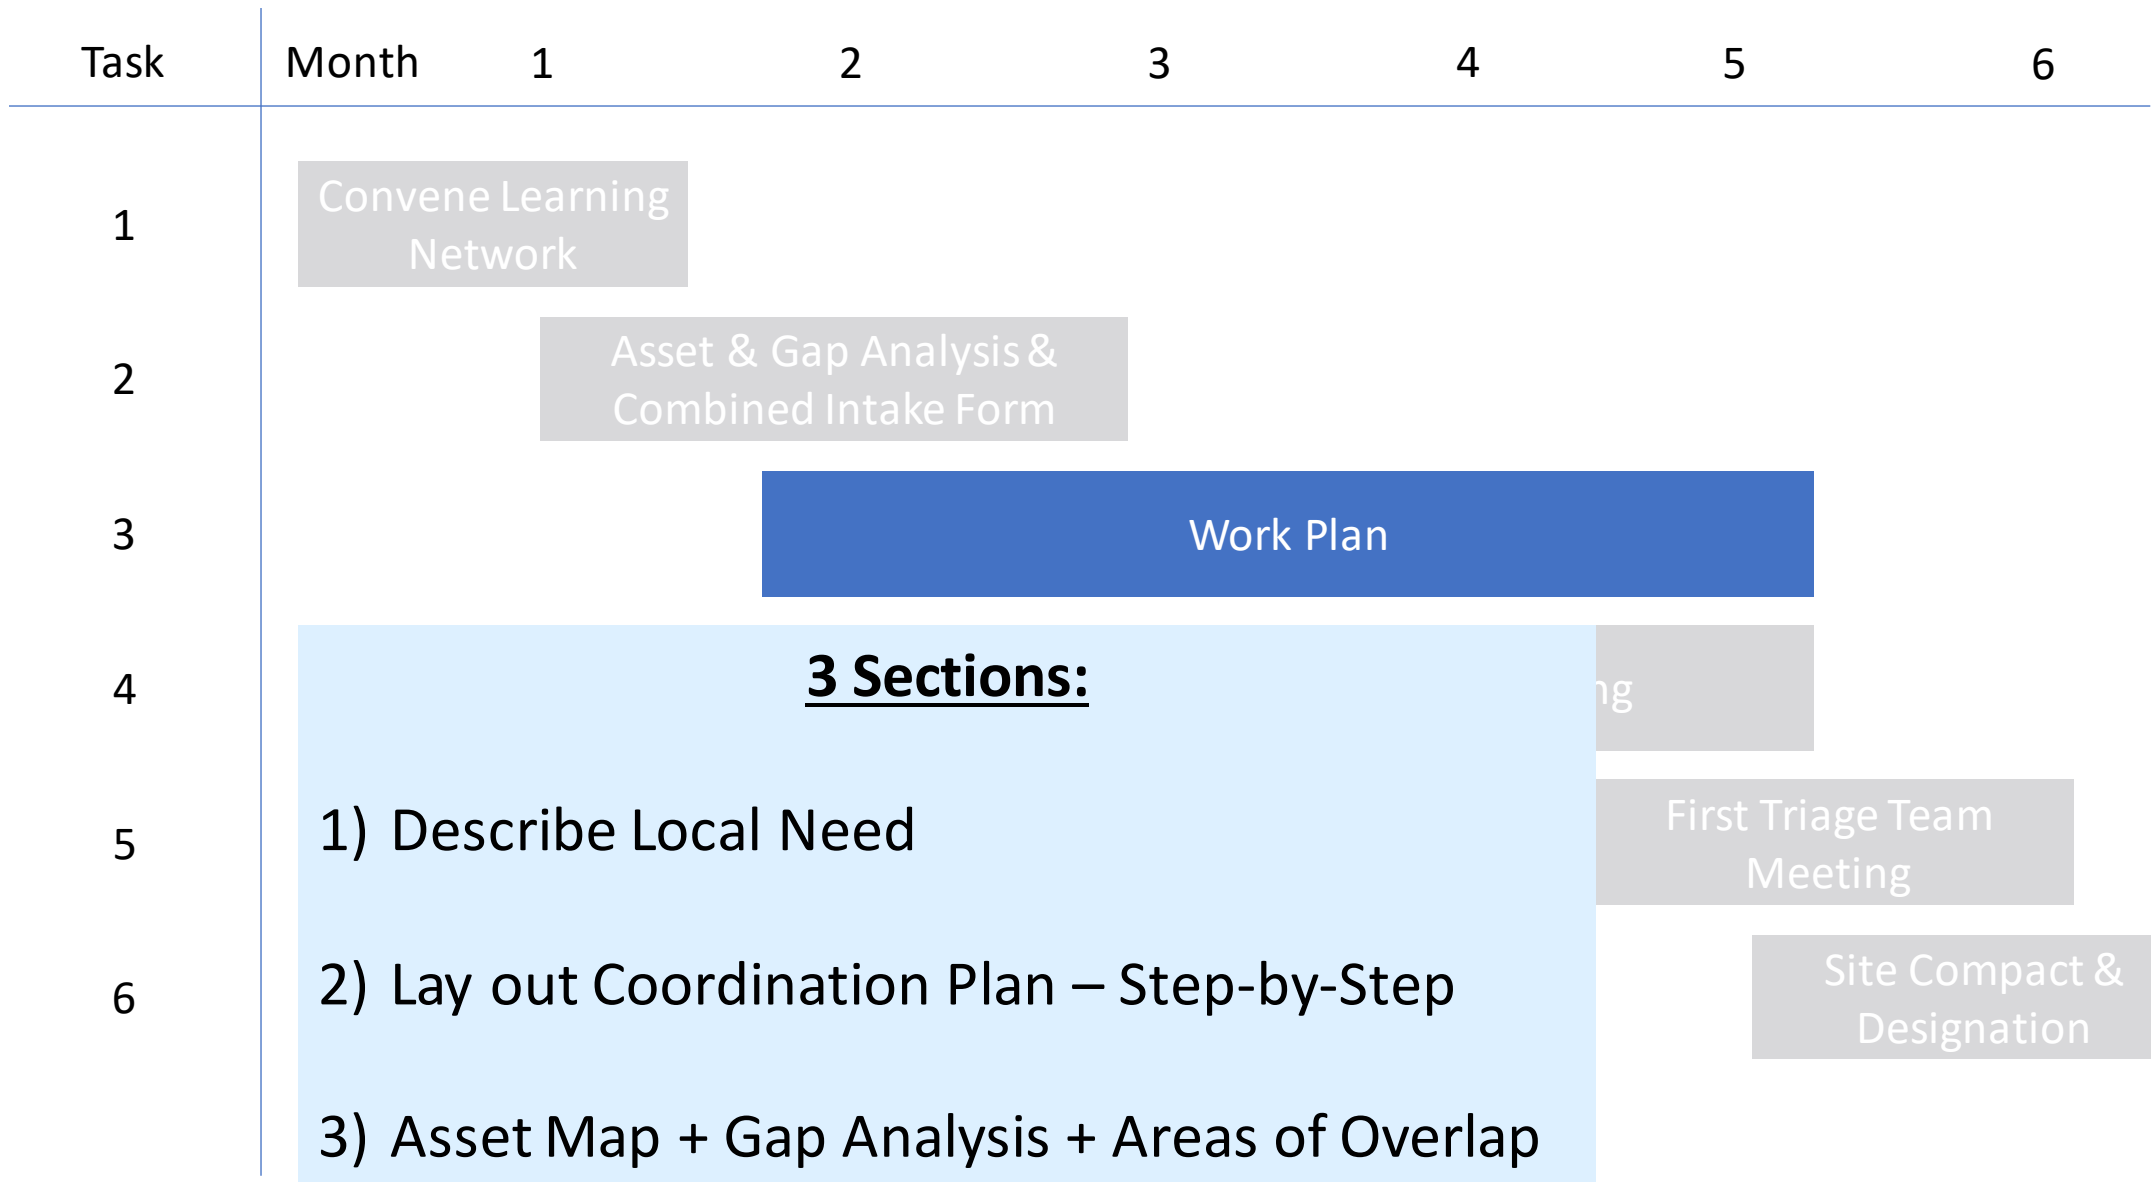 Task Month 1 2 3 4 5 6
1
Convene Learning
Network
2
Asset & Gap Analysis &
Combined Intake Form
3
Work Plan
4
3 Sections:
5
First Triage Team
Meeting
1) Describe Local Need
6
Site Compact &
Designation
2) Lay out Coordination Plan – Step-by-Step
3) Asset Map + Gap Analysis + Areas of Overlap